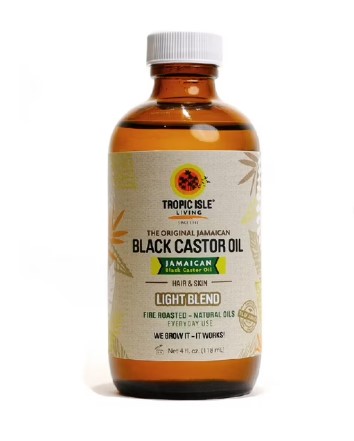 TROPIC ISLE
LIVING
THE ORIGINAL JAMAICAN
BLACK CASTOR OIL
JAMAICAN
Black Castor Oil
HAIR & SKIN
LIGHT BLEND
FIRE ROASTED – NATURAL OILS
EVERYDAY USE
WE GROW IT – IT WORKS!
Net 4 fl. oz. (118 mL)